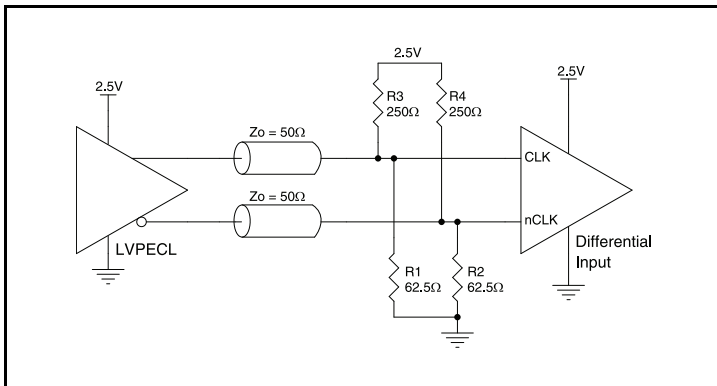 2.5V
2.5V
2.5V
R3
250Ω
R4
250Ω
Zo = 50Ω
CLK
Zo = 50Ω
nCLK
LVPECL
Differential
Input
R1
62.5Ω
R2
62.5Ω